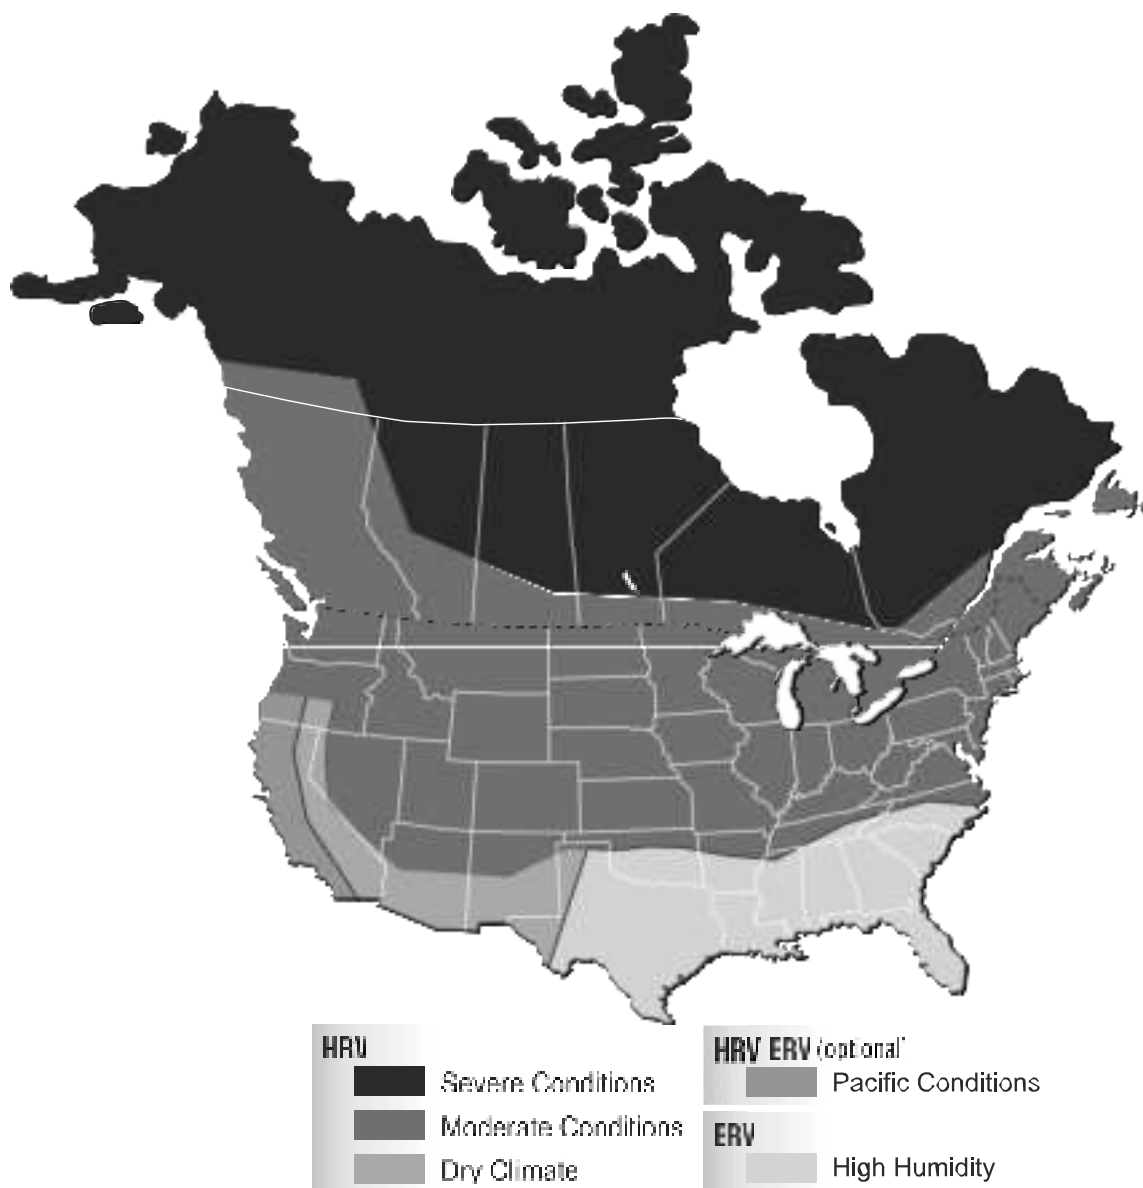 HRV
Severe Conditions
Moderate Conditions
Dry Climate
HRV ERV (optional)
Pacific Conditions
ERV
High Humidity